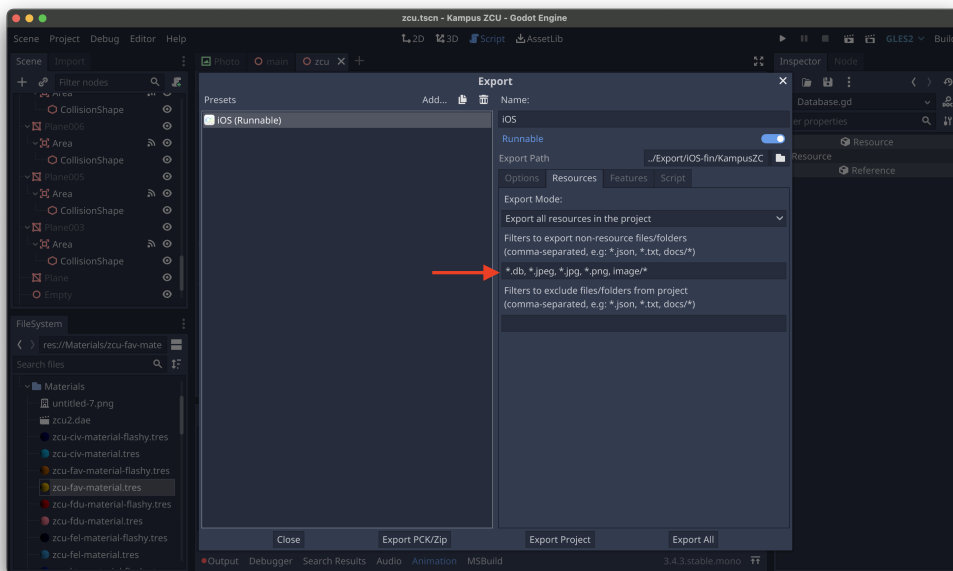 zcu.tscn - Kampus ZCU - Godot Engine
Scene Project Debug Editor Help
2D 3D Script AssetLib
GLES2
Scene Import
Photo main zcu
Inspector Node
Filter nodes
CollisionShape
Plane006
Area
CollisionShape
Plane005
Area
CollisionShape
Plane003
Area
CollisionShape
Plane
Empty
FileSystem
res://Materials/zcu-fav-mate
Search files
Materials
untitled-7.png
zcu2.dae
zcu-civ-material-flashy.tres
zcu-civ-material.tres
zcu-fav-material-flashy.tres
zcu-fav-material.tres
zcu-fdu-material-flashy.tres
zcu-fdu-material.tres
zcu-fel-material-flashy.tres
zcu-fel-material.tres
Export
Presets Add... Name:
iOS (Runnable)
iOS
Runnable
Export Path ../Export/iOS-fin/KampusZC
Options Resources Features Script
Export Mode:
Export all resources in the project
Filters to export non-resource files/folders
(comma-separated, e.g: *.json, *.txt, docs/*)
*.db, *.jpeg, *.jpg, *.png, image/*
Filters to exclude files/folders from project
(comma-separated, e.g: *.json, *.txt, docs/*)
Close Export PCK/Zip Export Project Export All
Database.gd
er properties
Resource
Resource
Reference
Output Debugger Search Results Audio Animation MSBuild
3.4.3.stable.mono